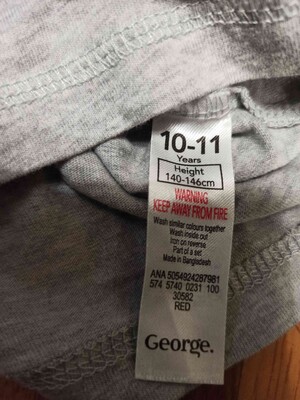 10-11
Years
Height
140-146cm
WARNING
KEEP AWAY FROM FIRE
Wash similar colours together
Wash inside out
Iron on reverse
Part of a set
Made in Bangladesh
ANA 5054924287981
574 5740 0231 100
30582
RED
George.